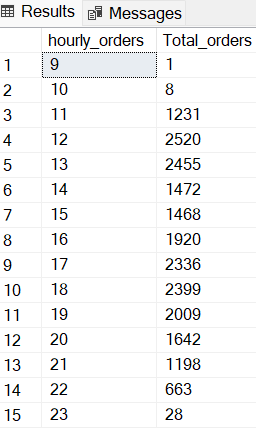 Results Messages
hourly_orders Total_orders
1 9 1
2 10 8
3 11 1231
4 12 2520
5 13 2455
6 14 1472
7 15 1468
8 16 1920
9 17 2336
10 18 2399
11 19 2009
12 20 1642
13 21 1198
14 22 663
15 23 28